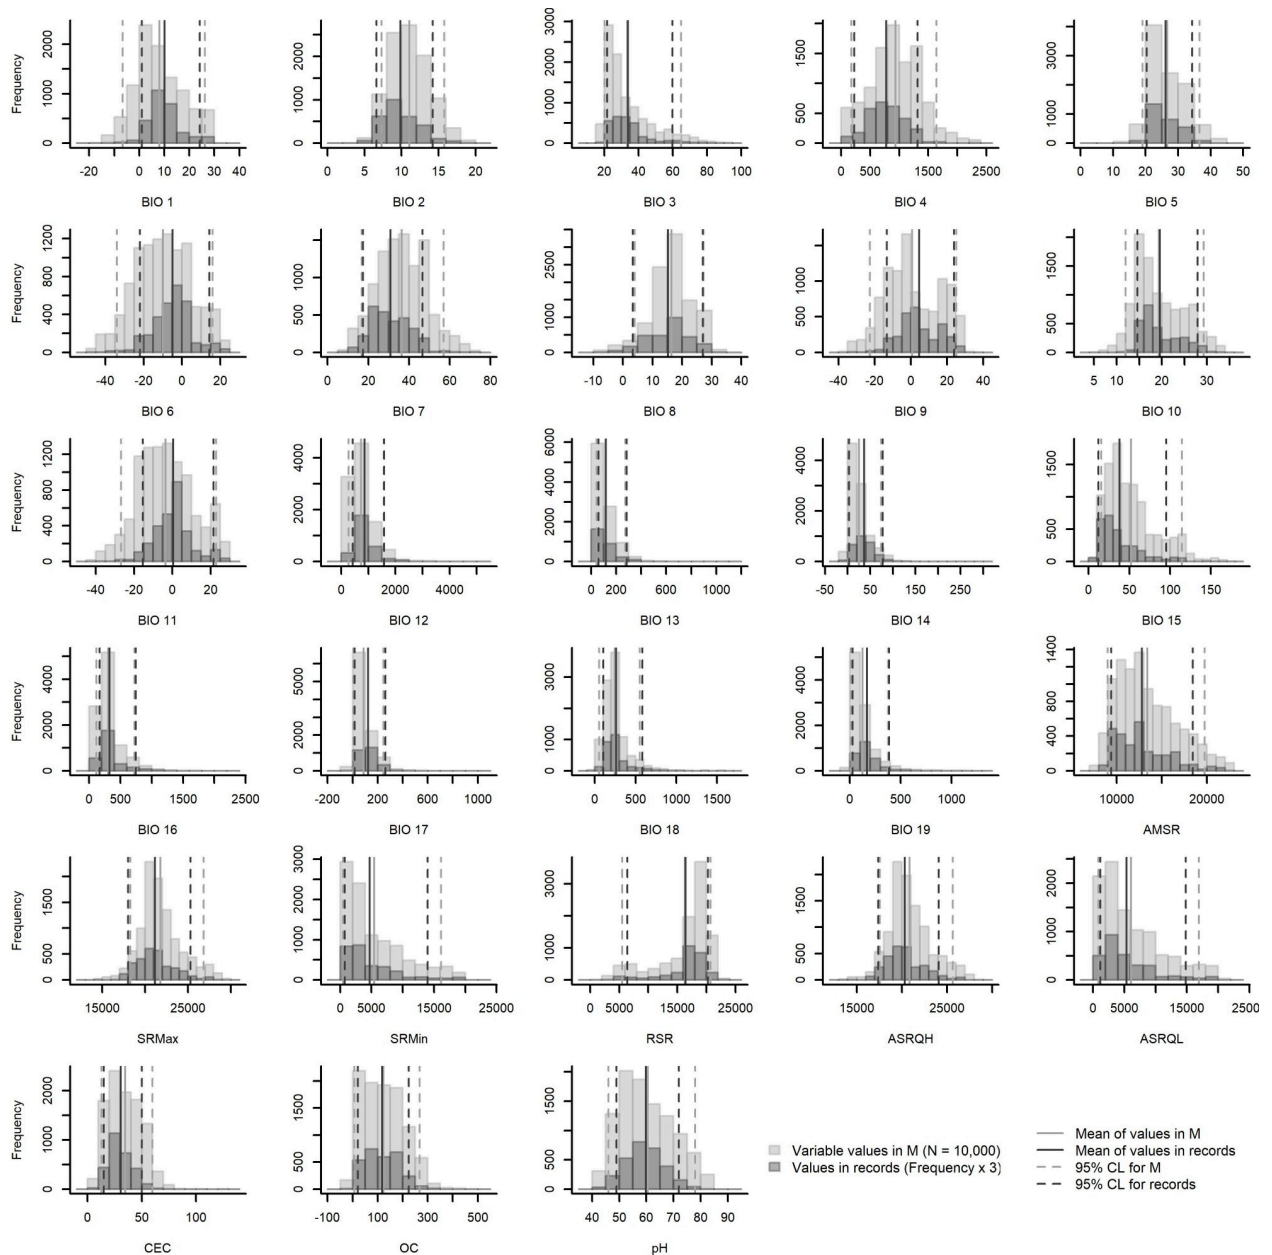 Frequency
0 1000 2000
-20 0 10 20 30 40
BIO 1
0 1000 2000
0 5 10 15 20
BIO 2
0 1000 2000 3000
20 40 60 80 100
BIO 3
0 500 1500
0 500 1500 2500
BIO 4
0 1000 3000
0 10 20 30 40 50
BIO 5
Frequency
0 400 800 1200
-40 -20 0 20
BIO 6
0 500 1000
0 20 40 60 80
BIO 7
0 1000 2500
-10 0 10 20 30 40
BIO 8
0 500 1000
-40 -20 0 20 40
BIO 9
0 500 1500
5 10 20 30
BIO 10
Frequency
0 400 800 1200
-40 -20 0 20
BIO 11
0 2000 4000
0 2000 4000
BIO 12
0 2000 4000 6000
0 200 600 1000
BIO 13
0 2000 4000
-50 50 150 250
BIO 14
0 500 1500
0 50 100 150
BIO 15
Frequency
0 2000 4000
0 500 1500 2500
BIO 16
0 2000 5000
-200 200 600 1000
BIO 17
0 1000 3000
0 500 1000 1500
BIO 18
0 2000 4000
0 500 1000
BIO 19
0 400 800 1400
10000 20000
AMSR
Frequency
0 500 1500
15000 25000
SRMax
0 1000 2000 3000
0 5000 15000 25000
SRMin
0 1000 3000
0 5000 15000 25000
RSR
0 500 1500
15000 25000
ASRQH
0 1000 2000
0 5000 15000 2500
ASRQL
Frequency
0 1000 2000
0 50 100
CEC
0 500 1500
-100 100 300 500
OC
0 500 1500
40 50 60 70 80 90
pH
Variable values in M (N = 10,000)
Values in records (Frequency x 3)
Mean of values in M
Mean of values in records
95% CL for M
95% CL for records